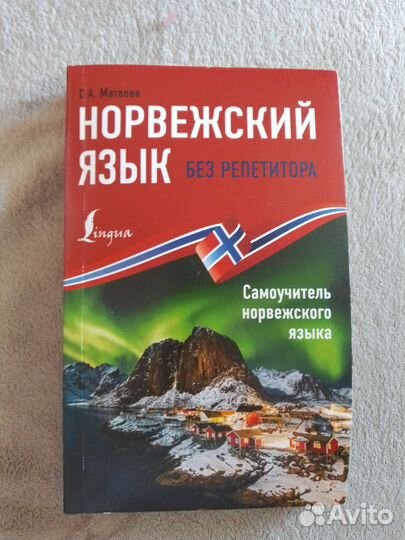 С.А. Матвеев
НОРВЕЖСКИЙ
ЯЗЫК БЕЗ РЕПЕТИТОРА
Lingua
Самоучитель
норвежского
языка
Avito